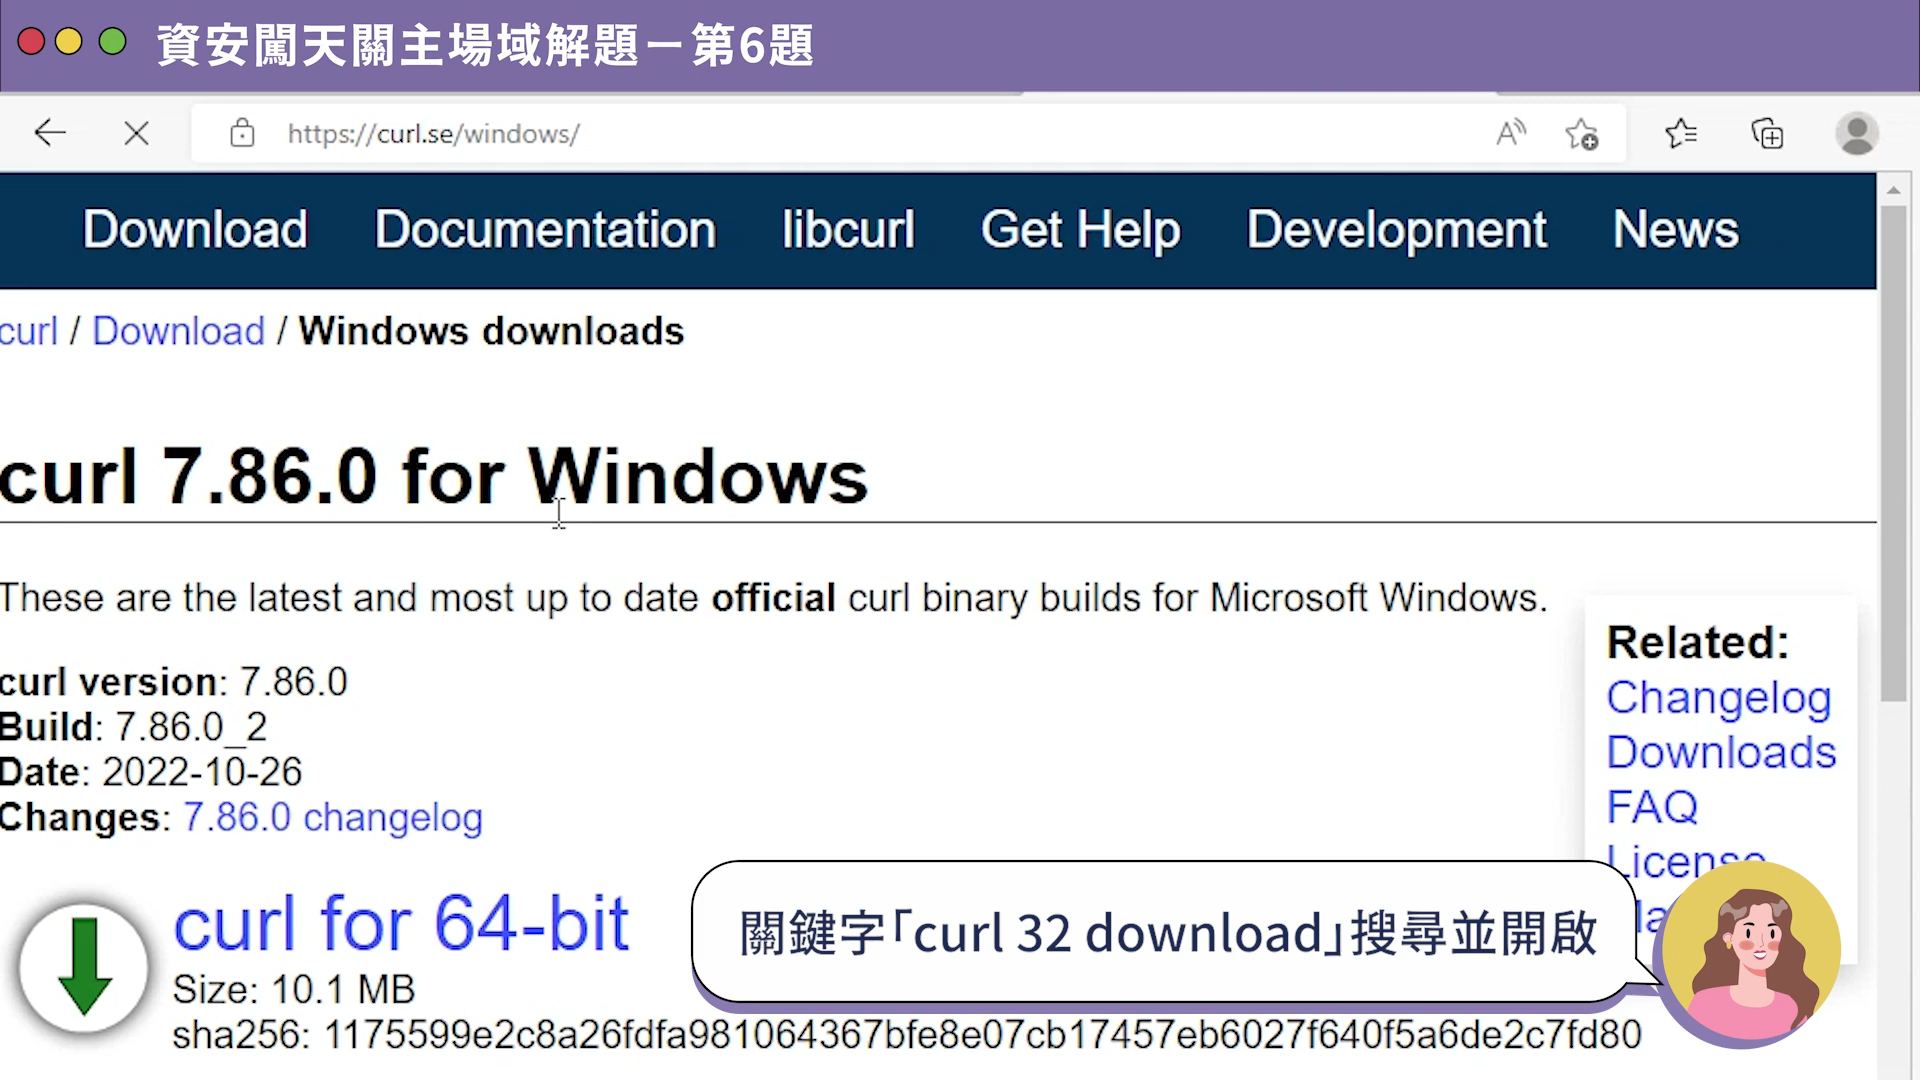 資安闖天關主場域解題－第6題
https://curl.se/windows/
Download Documentation libcurl Get Help Development News
curl / Download / Windows downloads
curl 7.86.0 for Windows
These are the latest and most up to date official curl binary builds for Microsoft Windows.
curl version: 7.86.0
Build: 7.86.0_2
Date: 2022-10-26
Changes: 7.86.0 changelog
Related:
Changelog
Downloads
FAQ
License
curl for 64-bit
Size: 10.1 MB
sha256: 1175599e2c8a26fdfa981064367bfe8e07cb17457eb6027f640f5a6de2c7fd80
關鍵字「curl 32 download」搜尋並開啟